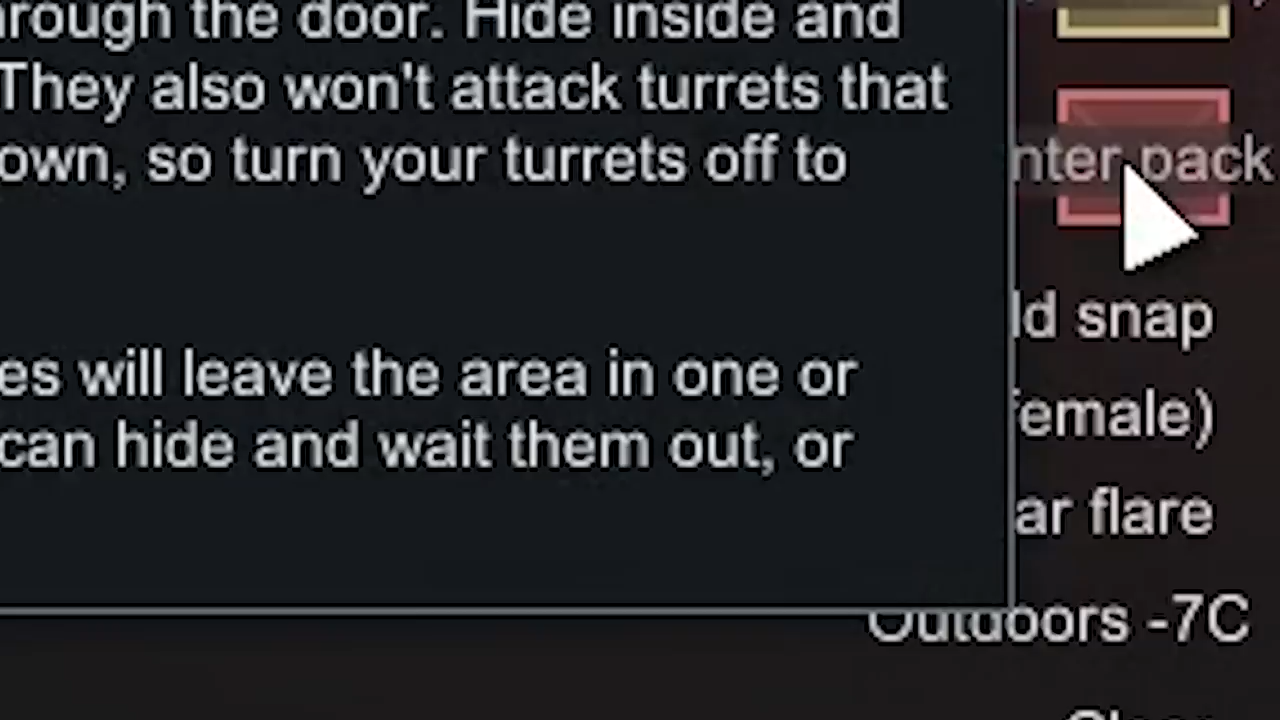 rough the door. Hide inside and
They also won't attack turrets that
own, so turn your turrets off to
nter pack
ld snap
es will leave the area in one or
emale)
can hide and wait them out, or
ar flare
Outdoors -7C